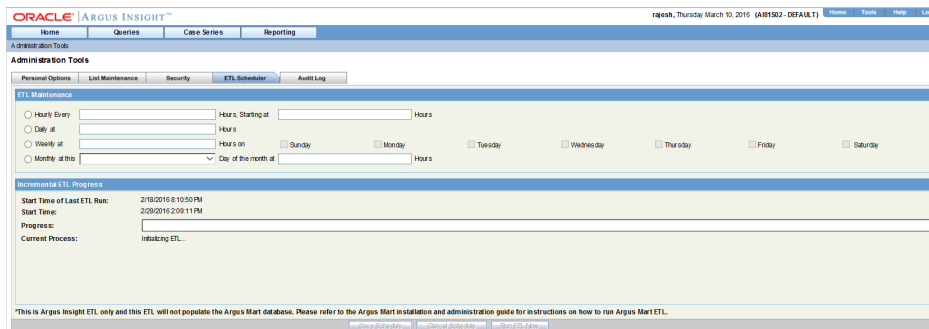 ORACLE® | ARGUS INSIGHT™
rajesh, Thursday March 10, 2016 (AI81S02 - DEFAULT) Home Tools Help Lo
Home Queries Case Series Reporting
Administration Tools
Administration Tools
Personal Options List Maintenance Security ETL Scheduler Audit Log
ETL Maintenance
Hourly Every Hours, Starting at Hours
Daily at Hours
Weekly at Hours on Sunday Monday Tuesday Wednesday Thursday Friday Saturday
Monthly at this Day of the month at Hours
Incremental ETL Progress
Start Time of Last ETL Run: 2/18/2016 8:10:50 PM
Start Time: 2/29/2016 2:09:11 PM
Progress:
Current Process: Initializing ETL...
*This is Argus Insight ETL only and this ETL will not populate the Argus Mart database. Please refer to the Argus Mart installation and administration guide for instructions on how to run Argus Mart ETL.
Save Schedule Cancel Schedule Run ETL Now